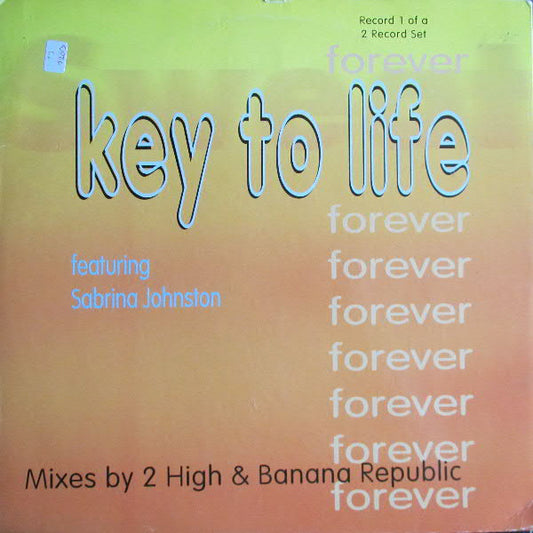 Record 1 of a
2 Record Set
forever
key to life
forever
featuring
forever
Sabrina Johnston
forever
forever
forever
forever
Mixes by 2 High & Banana Republic
forever